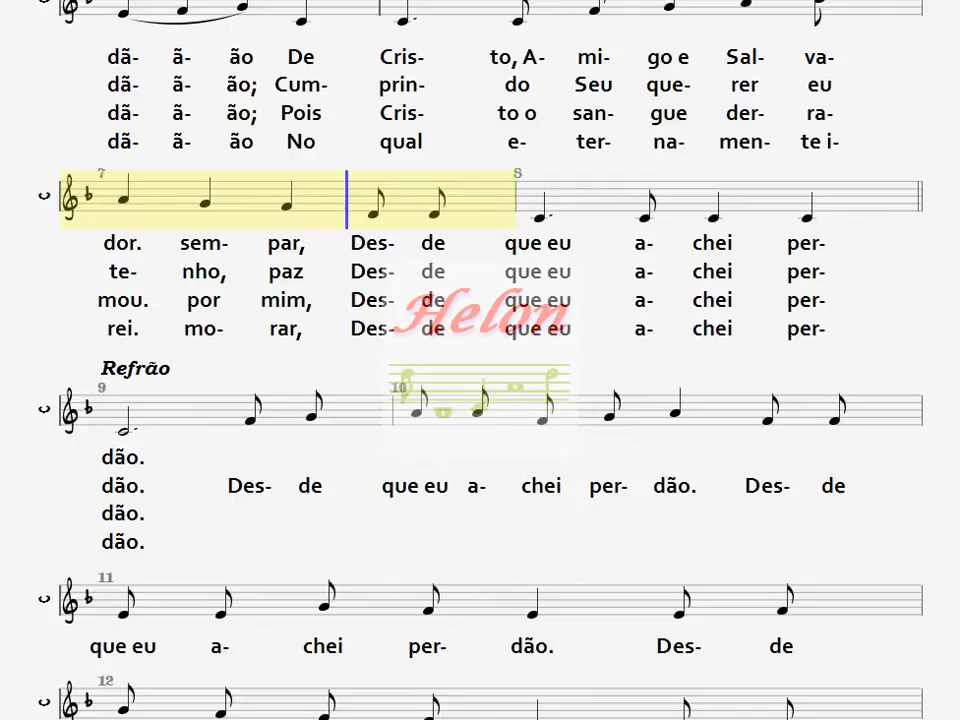 dã- ã- ão De Cris- to, A- mi- go e Sal- va-
dã- ã- ão; Cum- prin- do Seu que- rer eu
dã- ã- ão; Pois Cris- to o san- gue der- ra-
dã- ã- ão No qual e- ter- na- men- te i-
7 8
dor. sem- par, Des- de que eu a- chei per-
te- nho, paz Des- de que eu a- chei per-
mou. por mim, Des- de que eu a- chei per-
rei. mo- rar, Des- de que eu a- chei per-
Helon
Refrão
9 10
dão.
dão. Des- de que eu a- chei per- dão. Des- de
dão.
dão.
11
que eu a- chei per- dão. Des- de
12